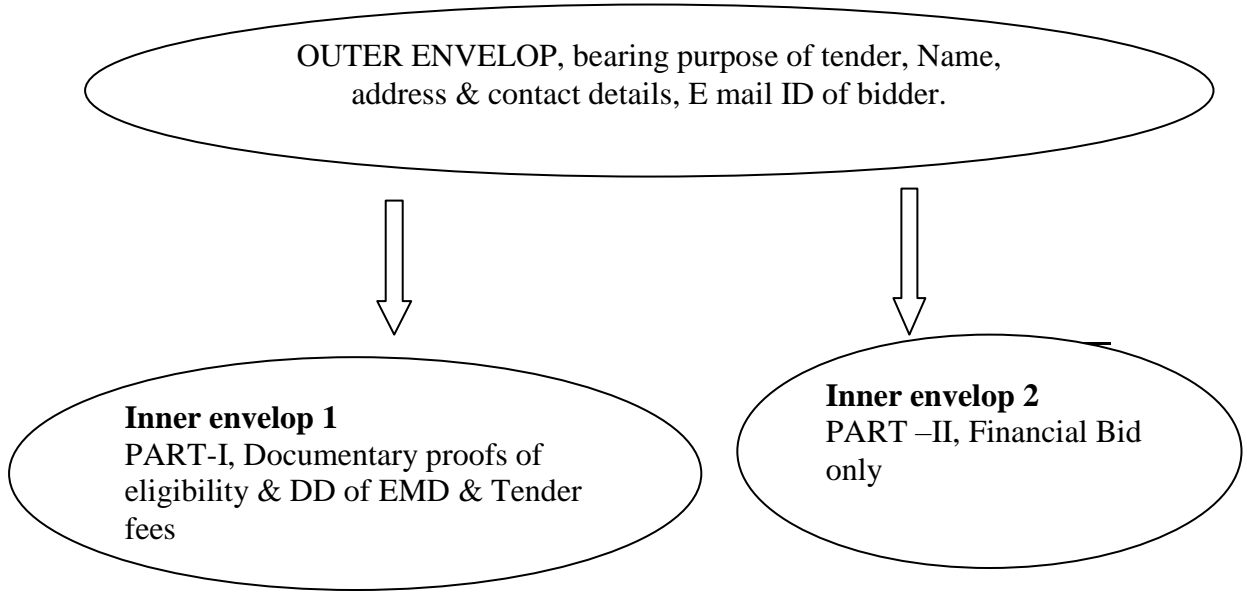 OUTER ENVELOP, bearing purpose of tender, Name,
address & contact details, E mail ID of bidder.
Inner envelop 1
PART-I, Documentary proofs of
eligibility & DD of EMD & Tender
fees
Inner envelop 2
PART –II, Financial Bid
only